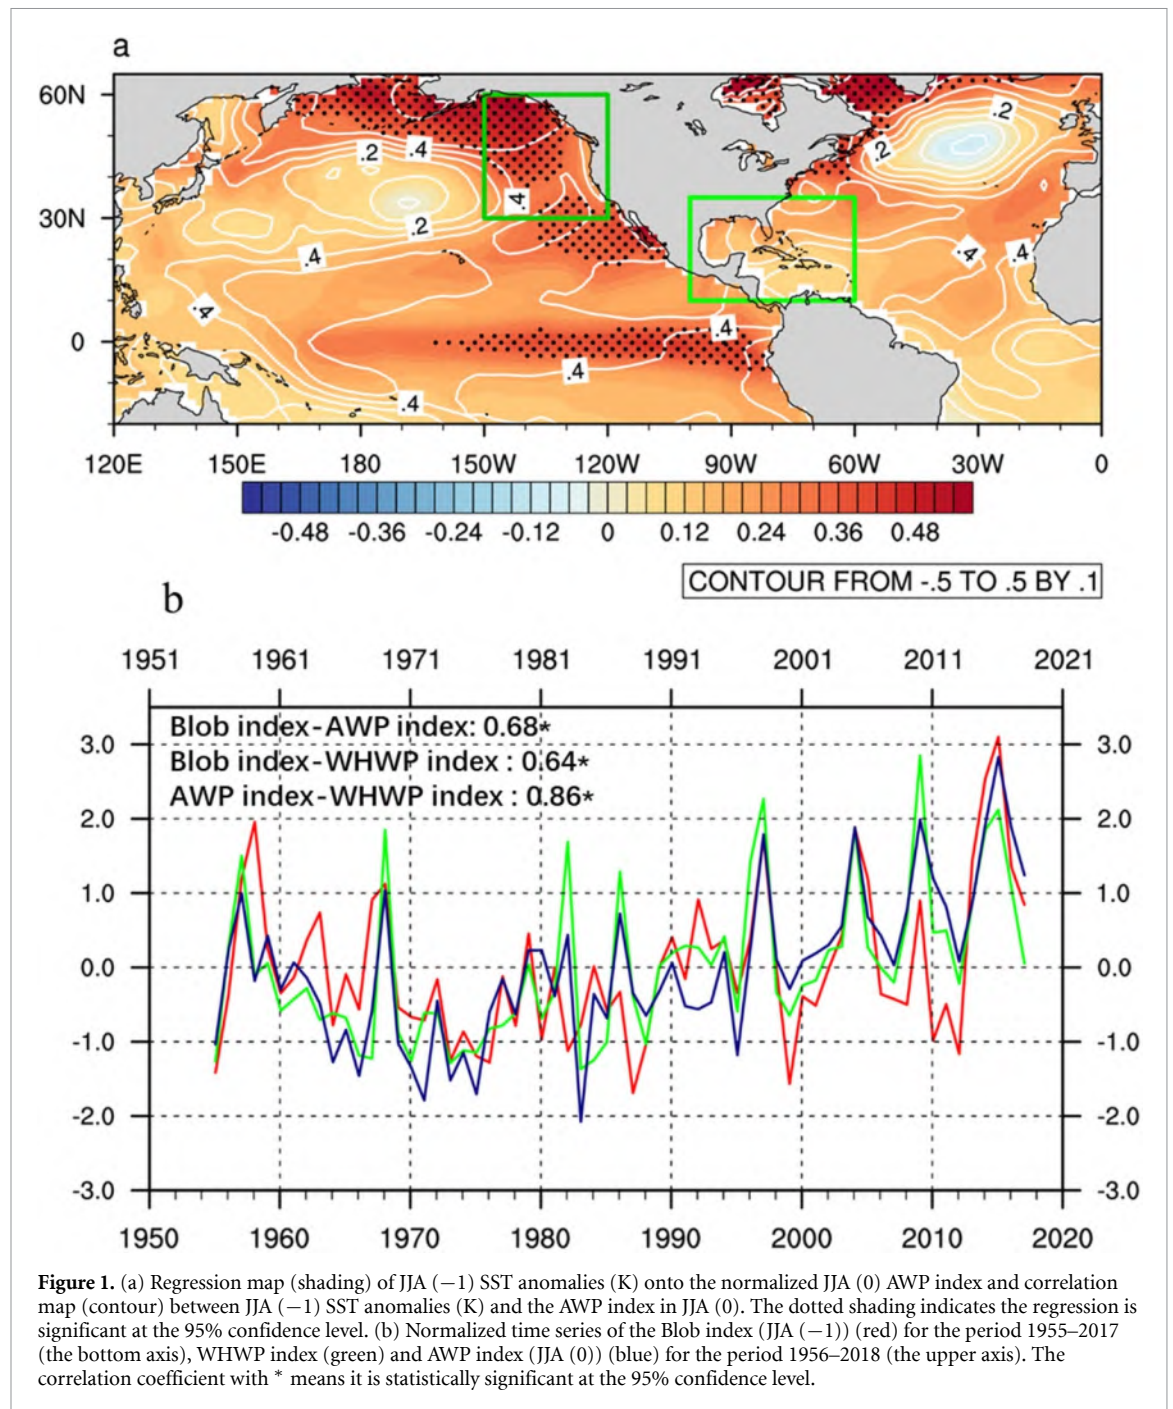 a
60N
30N
0
.2
.4
.4
.2
.4
.4
.4
.4
.4
.2
.2
.4
.4
120E 150E 180 150W 120W 90W 60W 30W 0
-0.48 -0.36 -0.24 -0.12 0 0.12 0.24 0.36 0.48
CONTOUR FROM -.5 TO .5 BY .1
b
1951 1961 1971 1981 1991 2001 2011 2021
Blob index-AWP index: 0.68*
Blob index-WHWP index : 0.64*
AWP index-WHWP index : 0.86*
3.0 3.0
2.0 2.0
1.0 1.0
0.0 0.0
-1.0 -1.0
-2.0 -2.0
-3.0 -3.0
1950 1960 1970 1980 1990 2000 2010 2020
Figure 1. (a) Regression map (shading) of JJA (−1) SST anomalies (K) onto the normalized JJA (0) AWP index and correlation
map (contour) between JJA (−1) SST anomalies (K) and the AWP index in JJA (0). The dotted shading indicates the regression is
significant at the 95% confidence level. (b) Normalized time series of the Blob index (JJA (−1)) (red) for the period 1955–2017
(the bottom axis), WHWP index (green) and AWP index (JJA (0)) (blue) for the period 1956–2018 (the upper axis). The
correlation coefficient with * means it is statistically significant at the 95% confidence level.